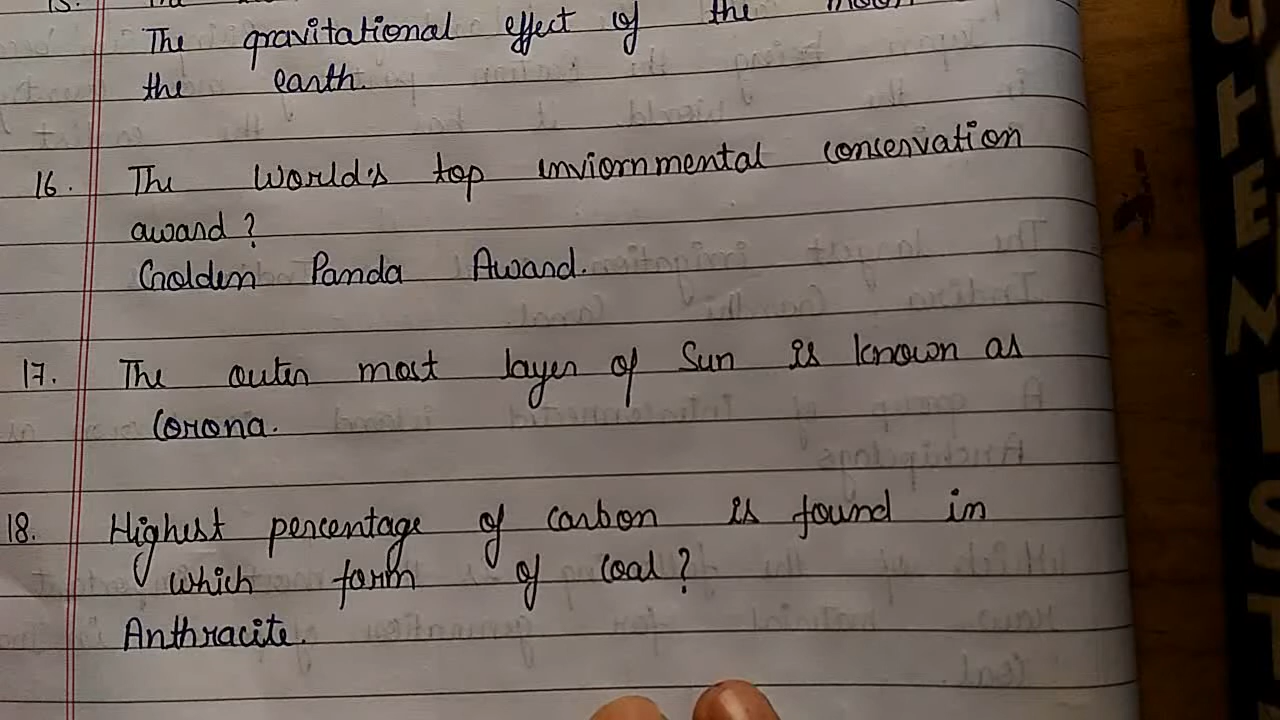 15.
The gravitational effect of the moon
the earth.
16. The World's top inviornmental conservation
award?
Golden Panda Award.
17. The outer most layer of Sun is known as
Corona.
18. Highest percentage of carbon is found in
which form of coal?
Anthracite.